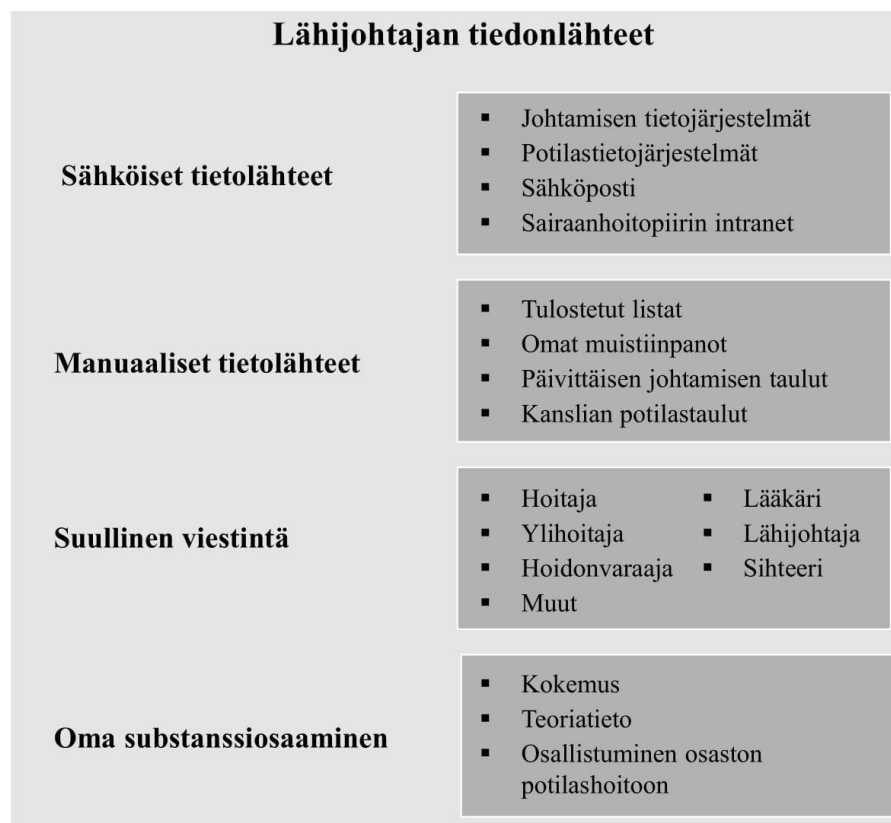 Lähijohtajan tiedonlähteet
Sähköiset tietolähteet
▪ Johtamisen tietojärjestelmät
▪ Potilastietojärjestelmät
▪ Sähköposti
▪ Sairaanhoitopiirin intranet
Manuaaliset tietolähteet
▪ Tulostetut listat
▪ Omat muistiinpanot
▪ Päivittäisen johtamisen taulut
▪ Kanslian potilastaulut
Suullinen viestintä
▪ Hoitaja
▪ Ylihoitaja
▪ Hoidonvaraaja
▪ Muut
▪ Lääkäri
▪ Lähijohtaja
▪ Sihteeri
Oma substanssiosaaminen
▪ Kokemus
▪ Teoriatieto
▪ Osallistuminen osaston
potilashoitoon